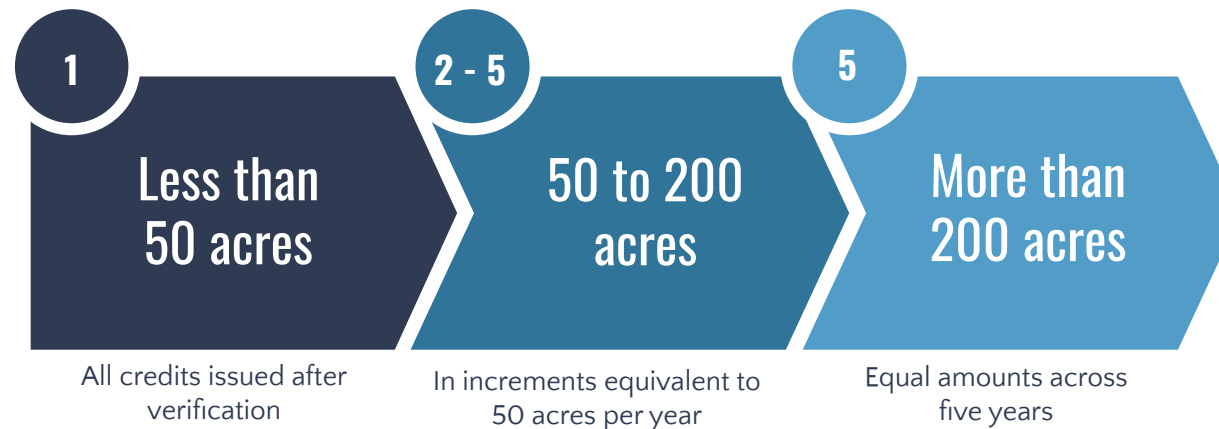 1
Less than
50 acres
All credits issued after
verification
2 - 5
50 to 200
acres
In increments equivalent to
50 acres per year
5
More than
200 acres
Equal amounts across
five years